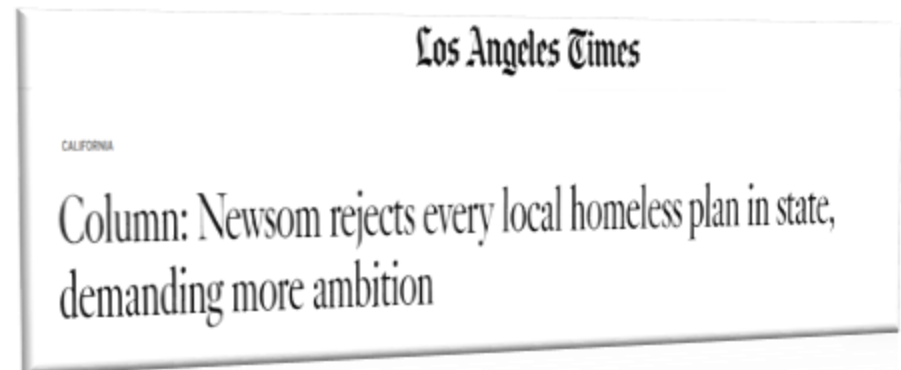 Los Angeles Times
CALIFORNIA
Column: Newsom rejects every local homeless plan in state,
demanding more ambition